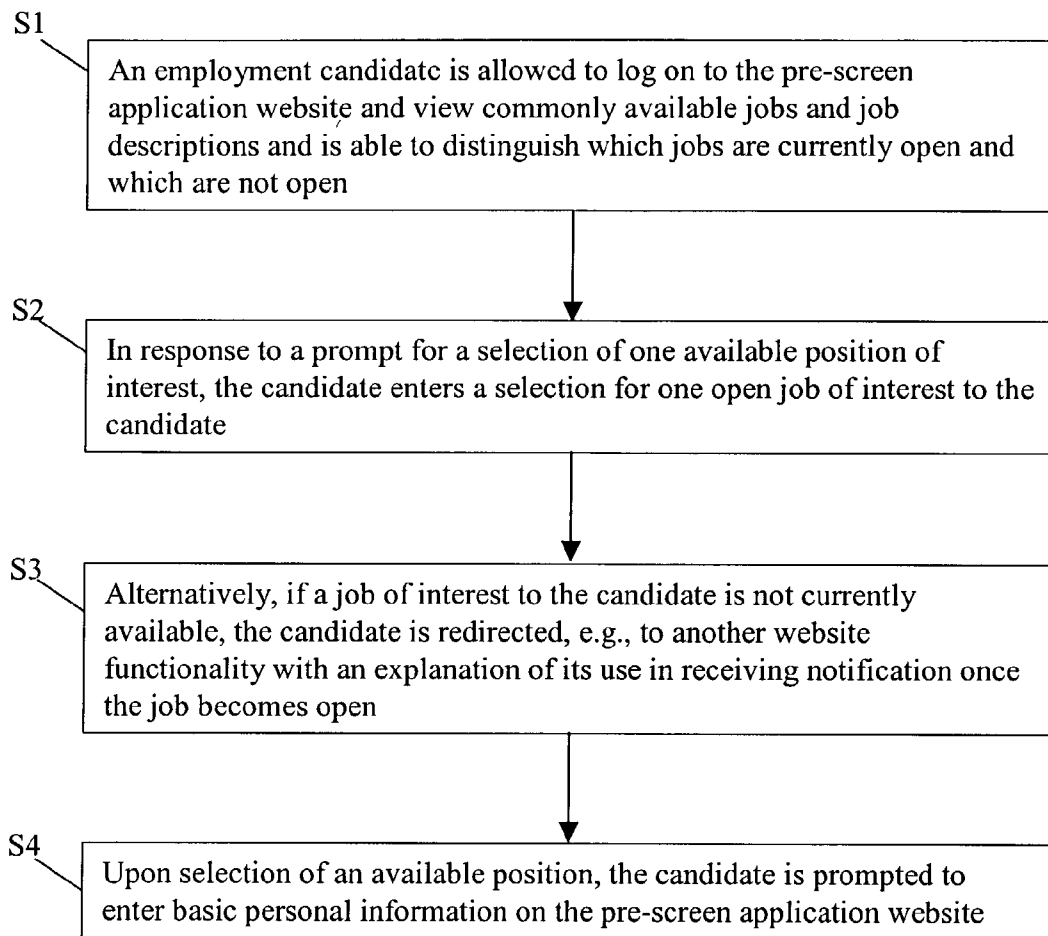 S1
An employment candidate is allowed to log on to the pre-screen
application website and view commonly available jobs and job
descriptions and is able to distinguish which jobs are currently open and
which are not open
S2
In response to a prompt for a selection of one available position of
interest, the candidate enters a selection for one open job of interest to the
candidate
S3
Alternatively, if a job of interest to the candidate is not currently
available, the candidate is redirected, e.g., to another website
functionality with an explanation of its use in receiving notification once
the job becomes open
S4
Upon selection of an available position, the candidate is prompted to
enter basic personal information on the pre-screen application website